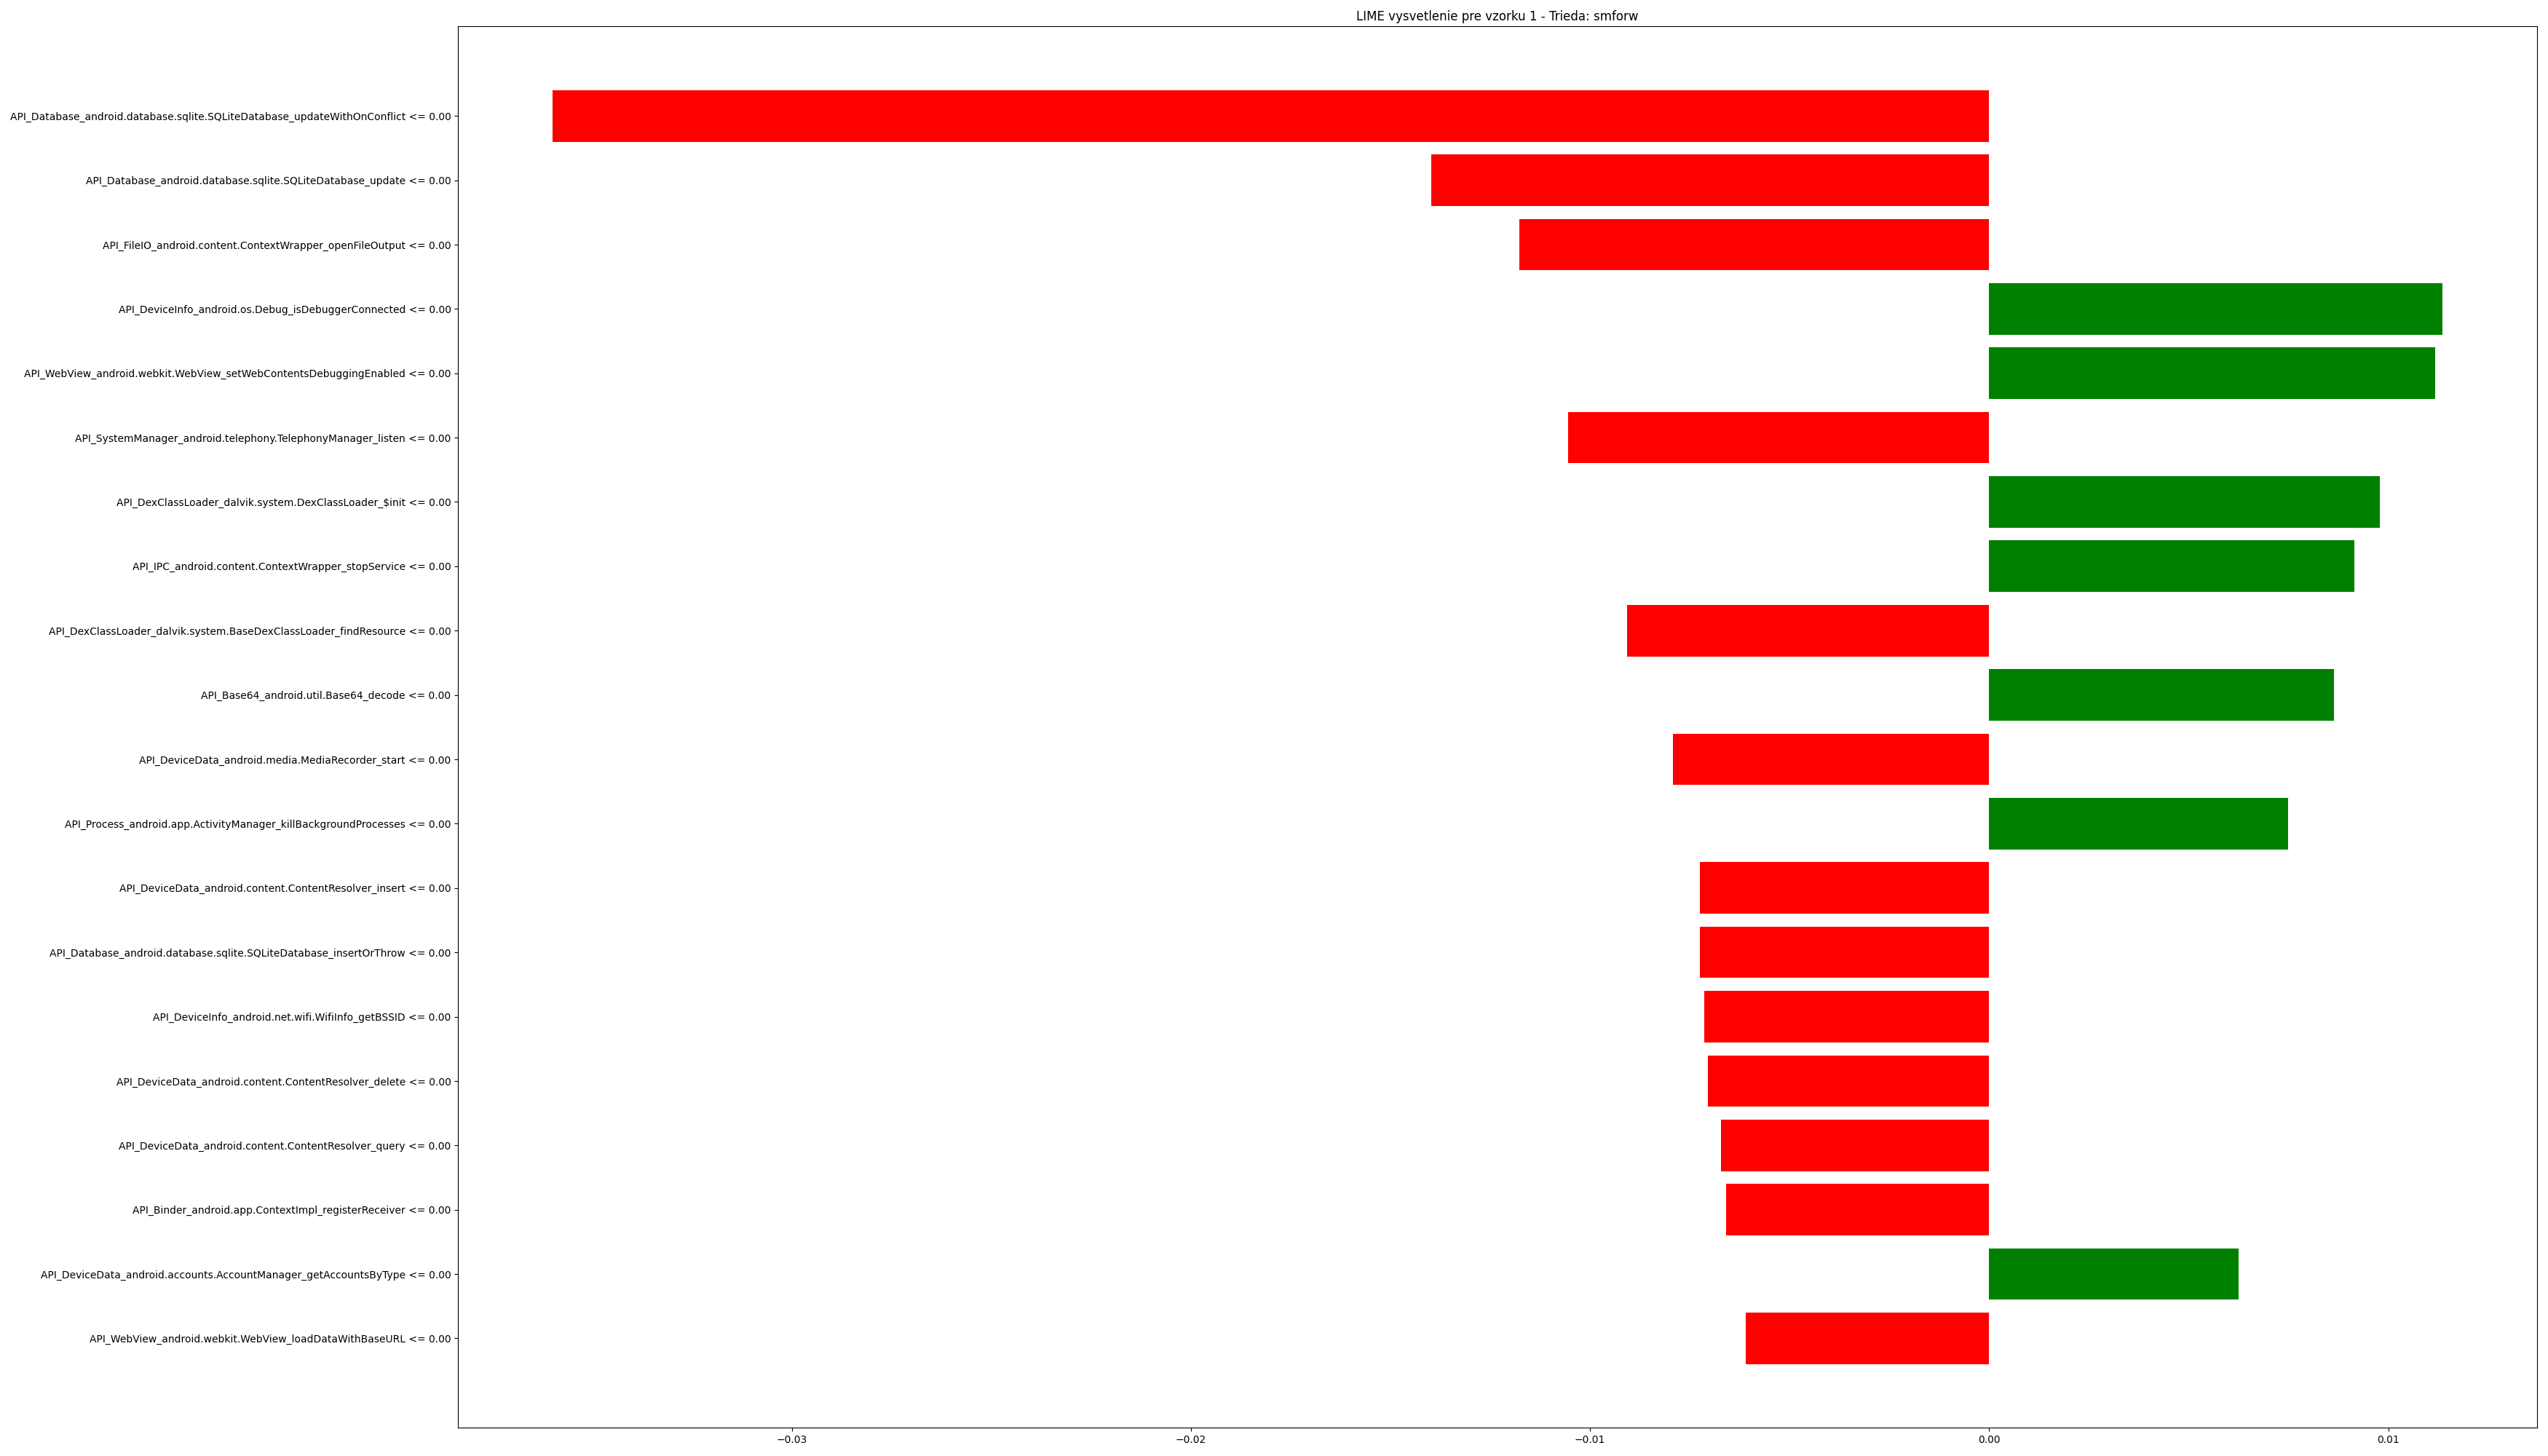 LIME vysvetlenie pre vzorku 1 - Trieda: smforw
API_Database_android.database.sqlite.SQLiteDatabase_updateWithOnConflict <= 0.00
API_Database_android.database.sqlite.SQLiteDatabase_update <= 0.00
API_FileIO_android.content.ContextWrapper_openFileOutput <= 0.00
API_DeviceInfo_android.os.Debug_isDebuggerConnected <= 0.00
API_WebView_android.webkit.WebView_setWebContentsDebuggingEnabled <= 0.00
API_SystemManager_android.telephony.TelephonyManager_listen <= 0.00
API_DexClassLoader_dalvik.system.DexClassLoader_$init <= 0.00
API_IPC_android.content.ContextWrapper_stopService <= 0.00
API_DexClassLoader_dalvik.system.BaseDexClassLoader_findResource <= 0.00
API_Base64_android.util.Base64_decode <= 0.00
API_DeviceData_android.media.MediaRecorder_start <= 0.00
API_Process_android.app.ActivityManager_killBackgroundProcesses <= 0.00
API_DeviceData_android.content.ContentResolver_insert <= 0.00
API_Database_android.database.sqlite.SQLiteDatabase_insertOrThrow <= 0.00
API_DeviceInfo_android.net.wifi.WifiInfo_getBSSID <= 0.00
API_DeviceData_android.content.ContentResolver_delete <= 0.00
API_DeviceData_android.content.ContentResolver_query <= 0.00
API_Binder_android.app.ContextImpl_registerReceiver <= 0.00
API_DeviceData_android.accounts.AccountManager_getAccountsByType <= 0.00
API_WebView_android.webkit.WebView_loadDataWithBaseURL <= 0.00
−0.03 −0.02 −0.01 0.00 0.01